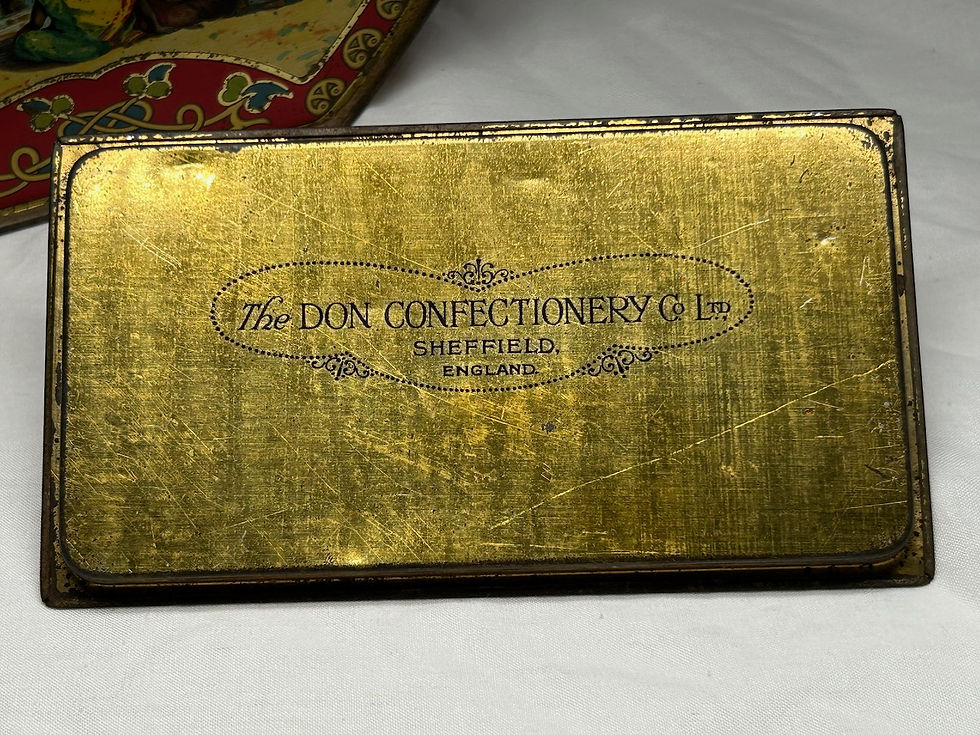 The DON CONFECTIONERY Co LTD
SHEFFIELD,
ENGLAND.